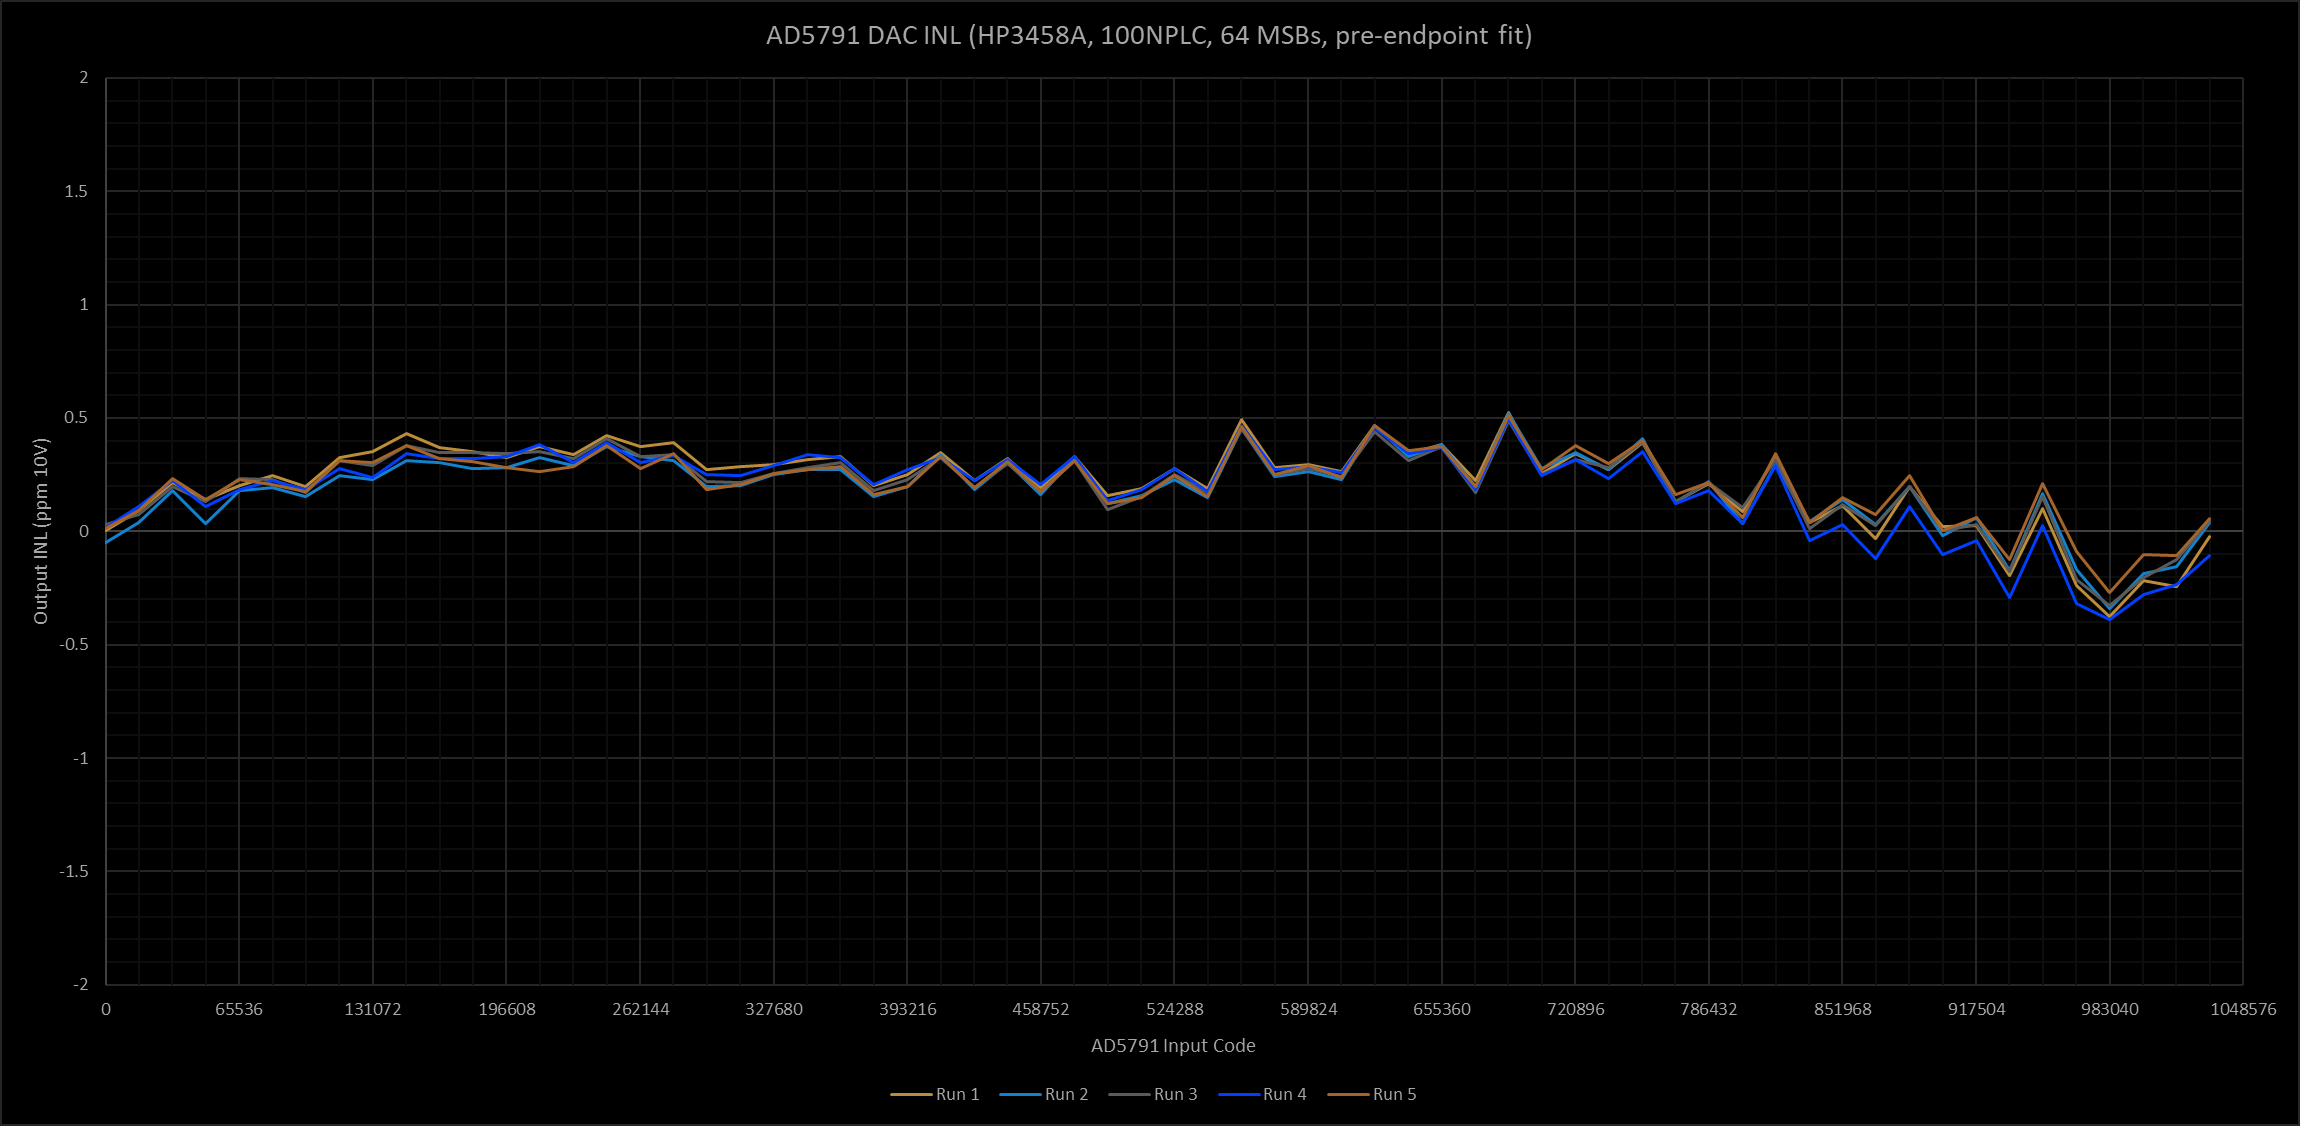 AD5791 DAC INL (HP3458A, 100NPLC, 64 MSBs, pre-endpoint fit)
Output INL (ppm 10V)
2
1.5
1
0.5
0
-0.5
-1
-1.5
-2
0 65536 131072 196608 262144 327680 393216 458752 524288 589824 655360 720896 786432 851968 917504 983040 1048576
AD5791 Input Code
Run 1 Run 2 Run 3 Run 4 Run 5